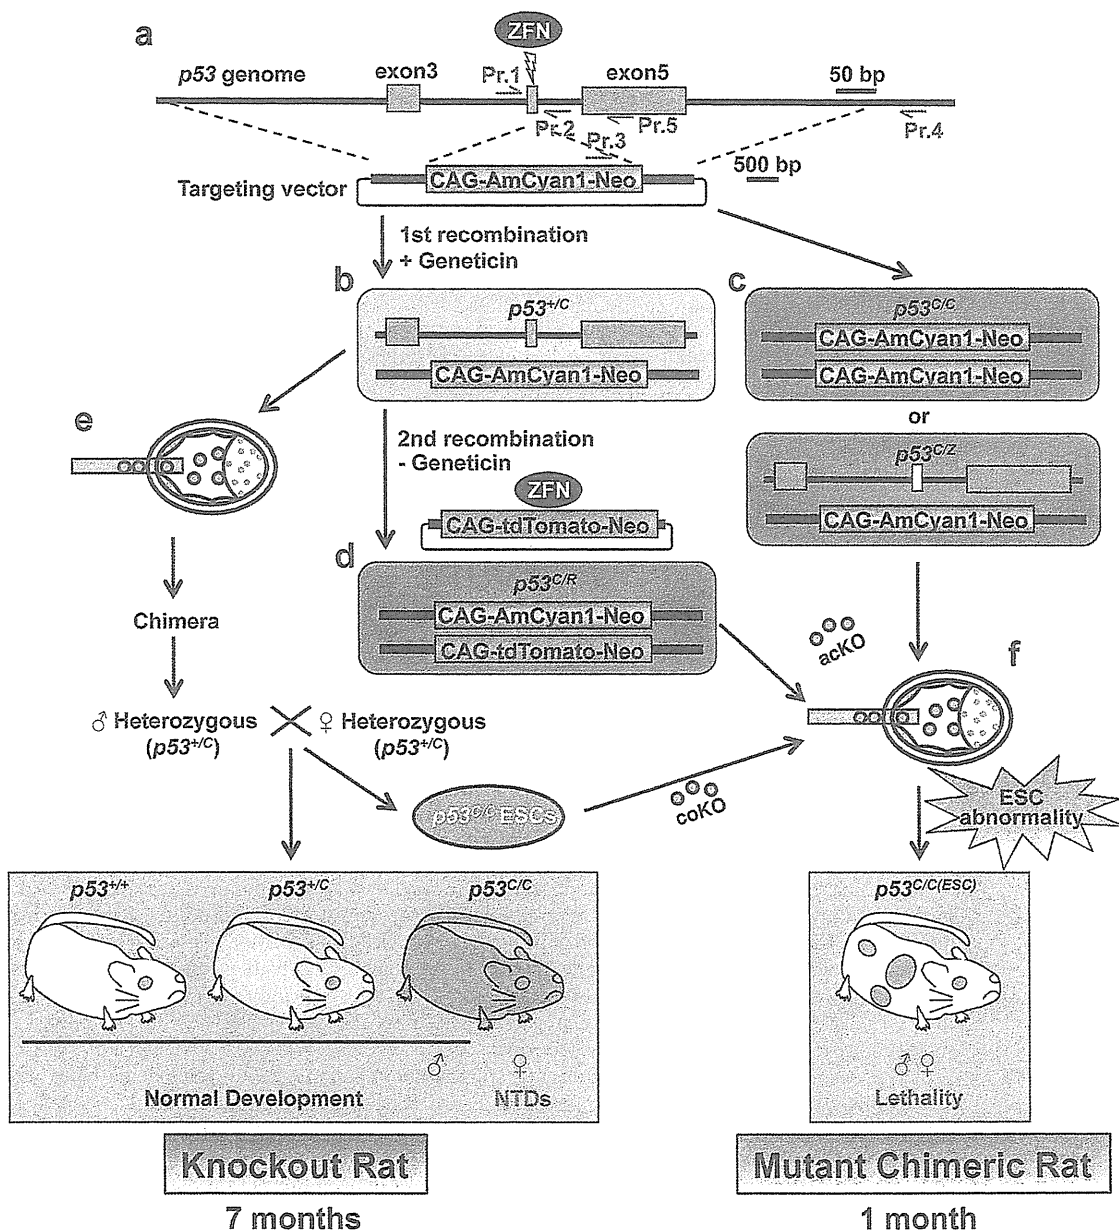 a
ZFN
p53 genome
exon3
Pr.1
exon5
50 bp
Pr.2
Pr.5
Pr.4
Pr.3
500 bp
Targeting vector
CAG-AmCyan1-Neo
1st recombination
+ Geneticin
b
p53+/C
CAG-AmCyan1-Neo
c
p53C/C
CAG-AmCyan1-Neo
CAG-AmCyan1-Neo
or
p53C/Z
CAG-AmCyan1-Neo
e
2nd recombination
- Geneticin
ZFN
CAG-tdTomato-Neo
d
p53C/R
CAG-AmCyan1-Neo
CAG-tdTomato-Neo
Chimera
acKO
f
♂ Heterozygous
(p53+/C)
♀ Heterozygous
(p53+/C)
p53C/C ESCs
coKO
ESC
abnormality
p53+/+
p53+/C
p53C/C
♂
♀
Normal Development
NTDs
p53C/C(ESC)
♂♀
Lethality
Knockout Rat
7 months
Mutant Chimeric Rat
1 month